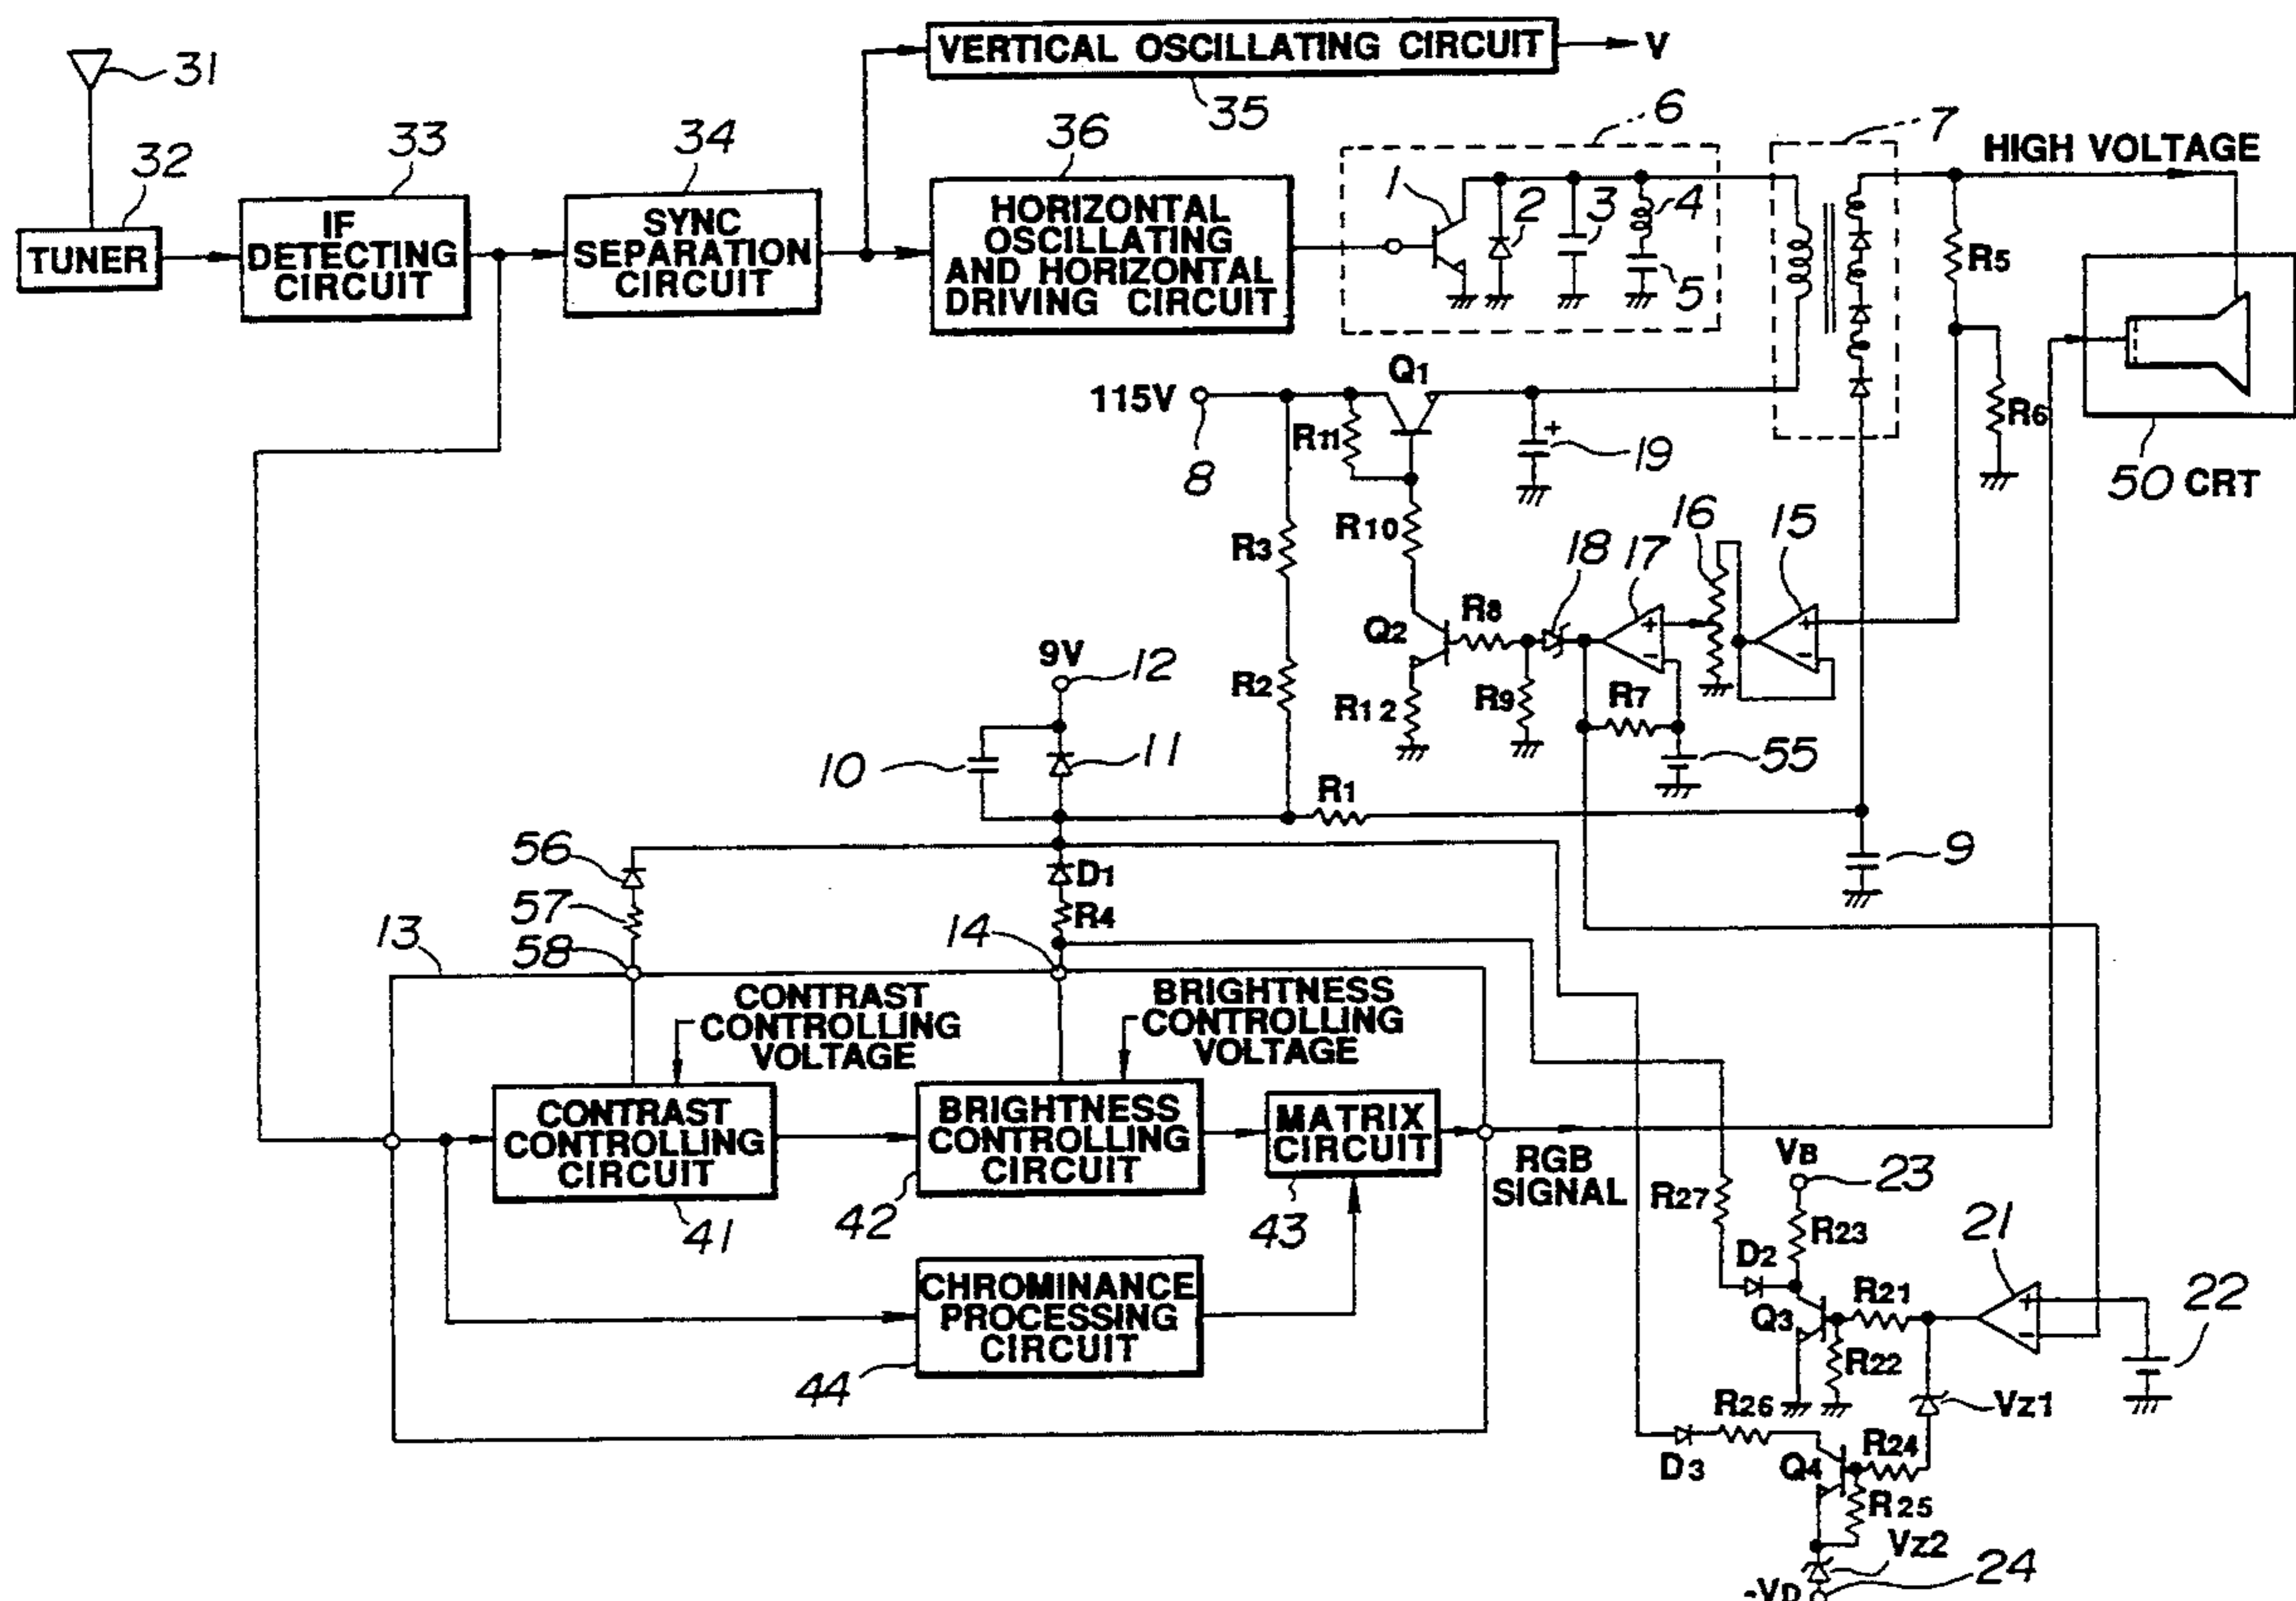 VERTICAL OSCILLATING CIRCUIT
V
31
35
6
7
HIGH VOLTAGE
32
33
34
36
TUNER
IF
DETECTING
CIRCUIT
SYNC
SEPARATION
CIRCUIT
HORIZONTAL
OSCILLATING
AND HORIZONTAL
DRIVING CIRCUIT
1
2
3
4
5
R5
R6
50 CRT
115V
8
Q1
R11
19
R10
R3
R2
18
17
16
15
Q2
R8
R12
R9
R7
55
9V
12
10
11
R1
9
56
57
58
D1
R4
13
14
CONTRAST
CONTROLLING
VOLTAGE
BRIGHTNESS
CONTROLLING
VOLTAGE
CONTRAST
CONTROLLING
CIRCUIT
BRIGHTNESS
CONTROLLING
CIRCUIT
MATRIX
CIRCUIT
RGB
SIGNAL
41
42
43
CHROMINANCE
PROCESSING
CIRCUIT
44
VB
23
R27
R23
D2
21
22
Q3
R21
R22
Vz1
R26
D3
Q4
R24
R25
Vz2
-VD
24